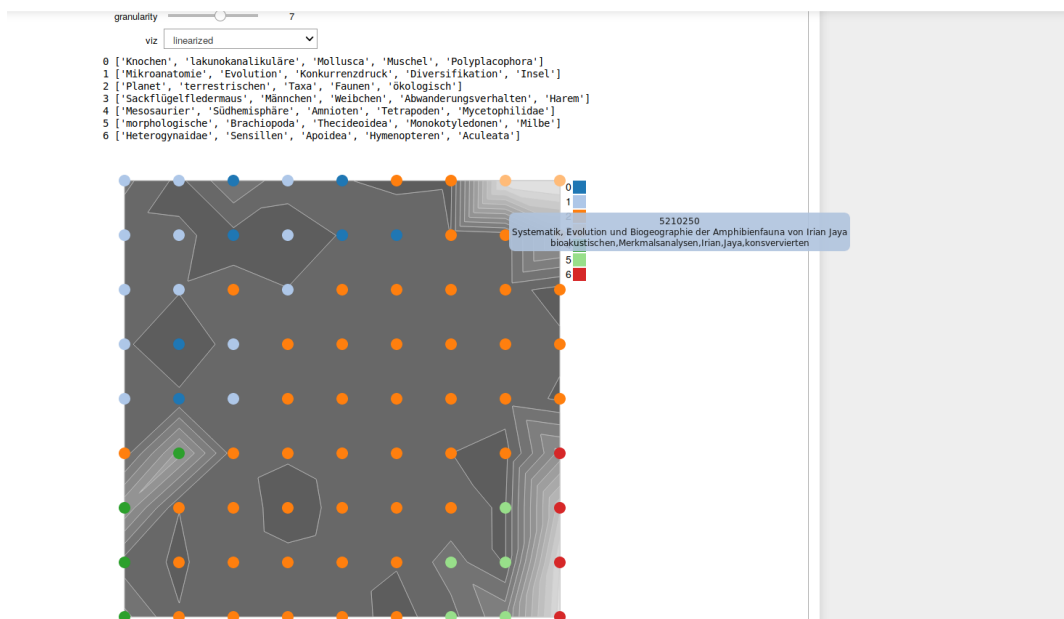 granularity 7
viz linearized
0 ['Knochen', 'lakunokanalikuläre', 'Mollusca', 'Muschel', 'Polyplacophora']
1 ['Mikroanatomie', 'Evolution', 'Konkurrenzdruck', 'Diversifikation', 'Insel']
2 ['Planet', 'terrestrischen', 'Taxa', 'Faunen', 'ökologisch']
3 ['Sackflügelfledermaus', 'Männchen', 'Weibchen', 'Abwanderungsverhalten', 'Harem']
4 ['Mesosaurier', 'Südhemisphäre', 'Amnioten', 'Tetrapoden', 'Mycetophilidae']
5 ['morphologische', 'Brachiopoda', 'Thecideoidea', 'Monokotyledonen', 'Milbe']
6 ['Heterogynaidae', 'Sensillen', 'Apoidea', 'Hymenopteren', 'Aculeata']
0
1
5210250
Systematik, Evolution und Biogeographie der Amphibienfauna von Irian Jaya
bioakustischen,Merkmalsanalysen,Irian,Jaya,konsvervierten
5
6